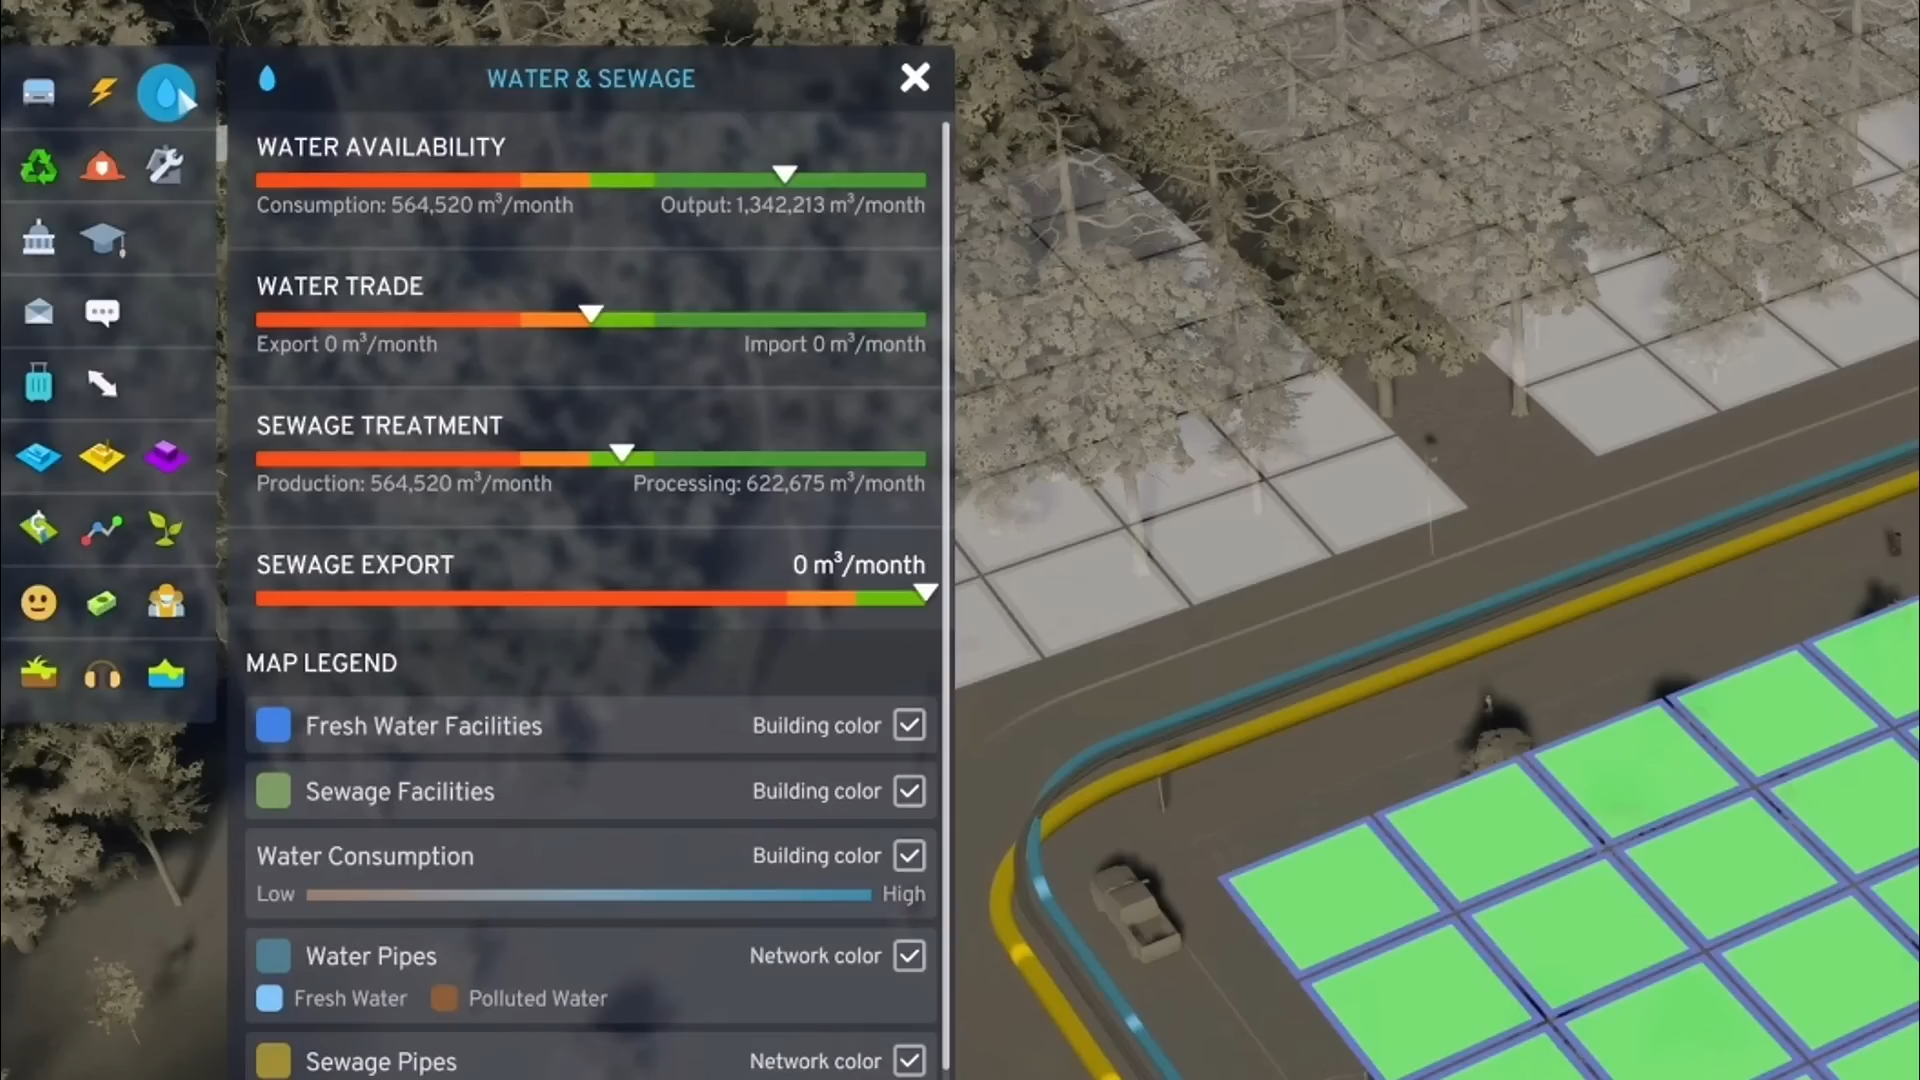 WATER & SEWAGE
WATER AVAILABILITY
Consumption: 564,520 m³/month
Output: 1,342,213 m³/month
WATER TRADE
Export 0 m³/month
Import 0 m³/month
SEWAGE TREATMENT
Production: 564,520 m³/month
Processing: 622,675 m³/month
SEWAGE EXPORT
0 m³/month
MAP LEGEND
Fresh Water Facilities
Building color
Sewage Facilities
Building color
Water Consumption
Building color
Low
High
Water Pipes
Network color
Fresh Water
Polluted Water
Sewage Pipes
Network color